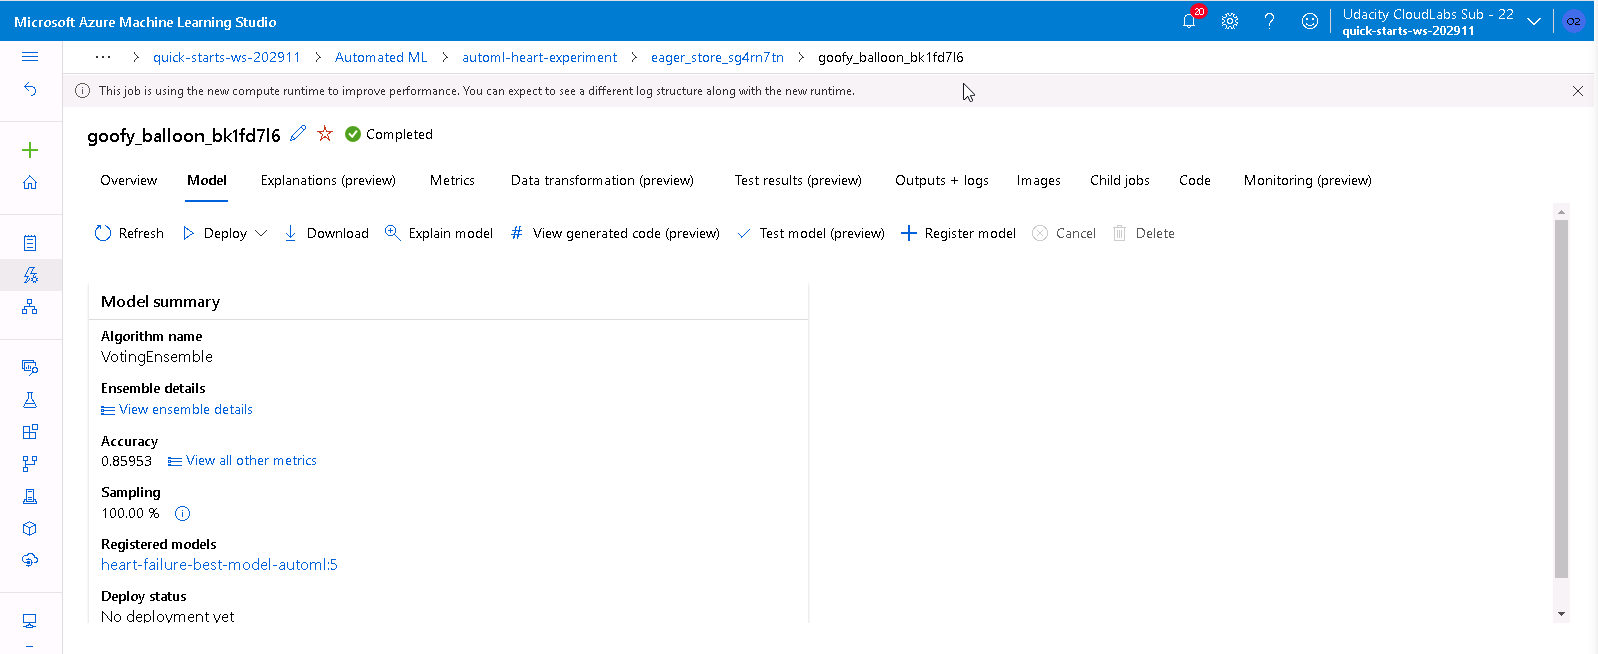 Microsoft Azure Machine Learning Studio
20
Udacity CloudLabs Sub - 22
quick-starts-ws-202911
O2
··· > quick-starts-ws-202911 > Automated ML > automl-heart-experiment > eager_store_sg4rn7tn > goofy_balloon_bk1fd7l6
This job is using the new compute runtime to improve performance. You can expect to see a different log structure along with the new runtime.
goofy_balloon_bk1fd7l6 Completed
Overview Model Explanations (preview) Metrics Data transformation (preview) Test results (preview) Outputs + logs Images Child jobs Code Monitoring (preview)
Refresh Deploy Download Explain model # View generated code (preview) Test model (preview) Register model Cancel Delete
Model summary
Algorithm name
VotingEnsemble
Ensemble details
View ensemble details
Accuracy
0.85953 View all other metrics
Sampling
100.00 %
Registered models
heart-failure-best-model-automl:5
Deploy status
No deployment yet